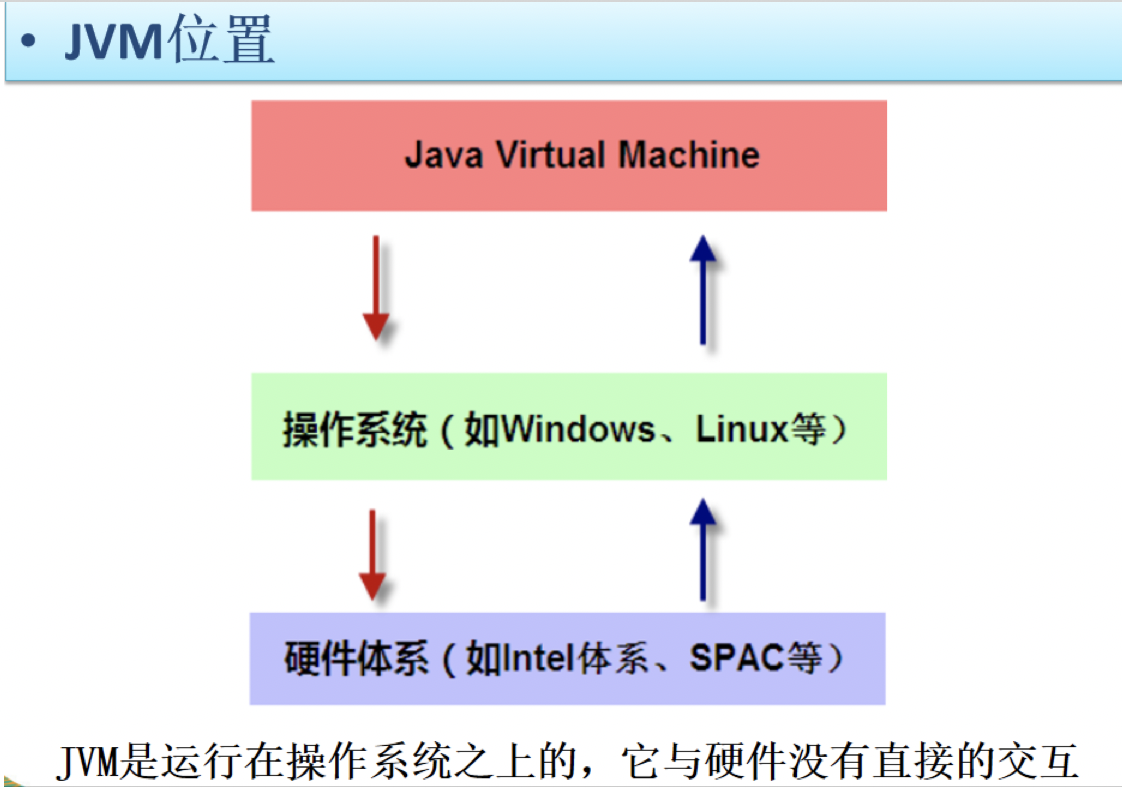 • JVM位置
Java Virtual Machine
操作系统（如Windows、Linux等）
硬件体系（如Intel体系、SPAC等）
JVM是运行在操作系统之上的，它与硬件没有直接的交互